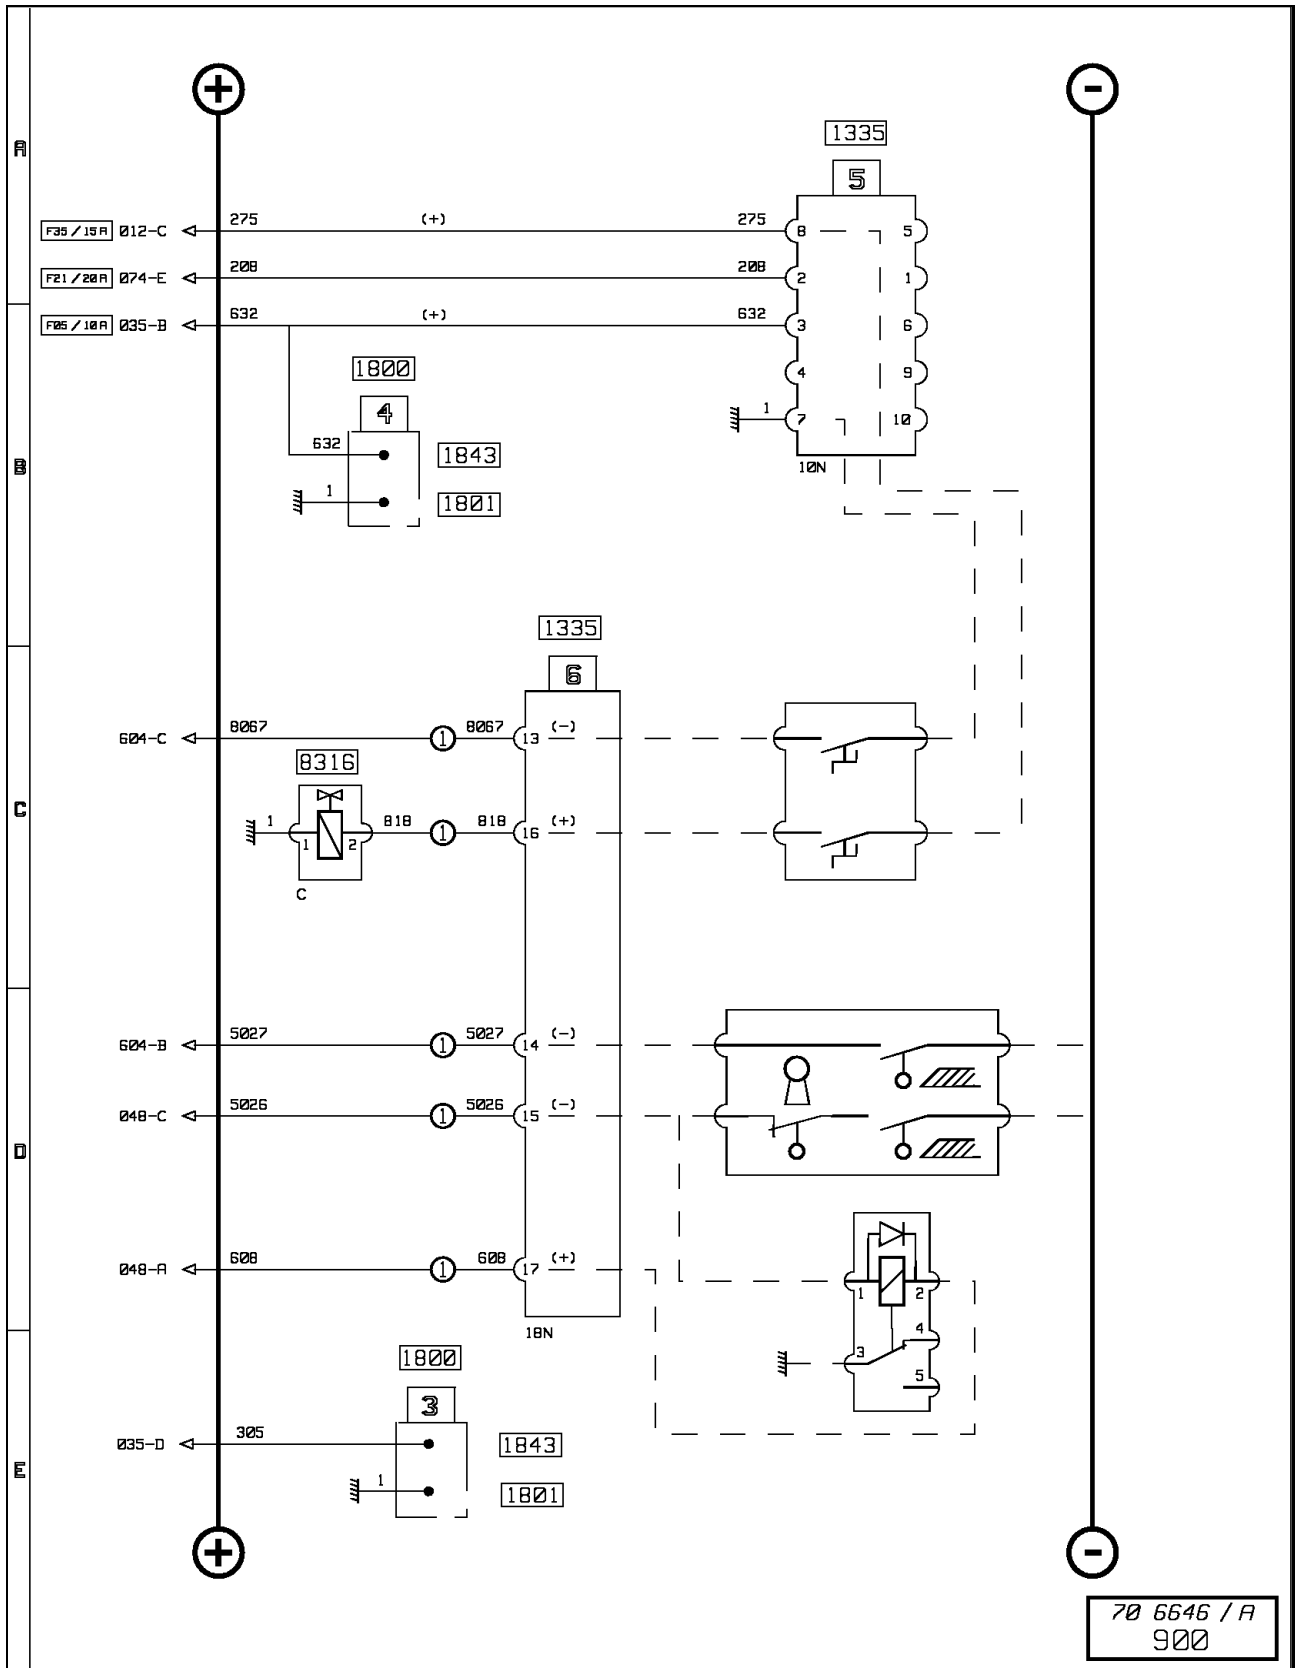 + -
A
1335
5
F35 / 15A 012-C 275 (+) 275 8 5
F21 / 20A 074-E 208 208 2 1
F05 / 10A 035-B 632 (+) 632 3 6
1800 4 9
4 1 7 10
632 1843
B 10N
1 1801
1335
6
604-C 8067 1 8067 13 (-)
8316
C 1 1 2 818 1 818 16 (+)
C
604-B 5027 1 5027 14 (-)
048-C 5026 1 5026 15 (-)
D
048-A 608 1 608 17 (+)
1 2
18N 4
1800 3
3 5
035-D 305 1843
E 1 1801
+ -
70 6646 / A
900